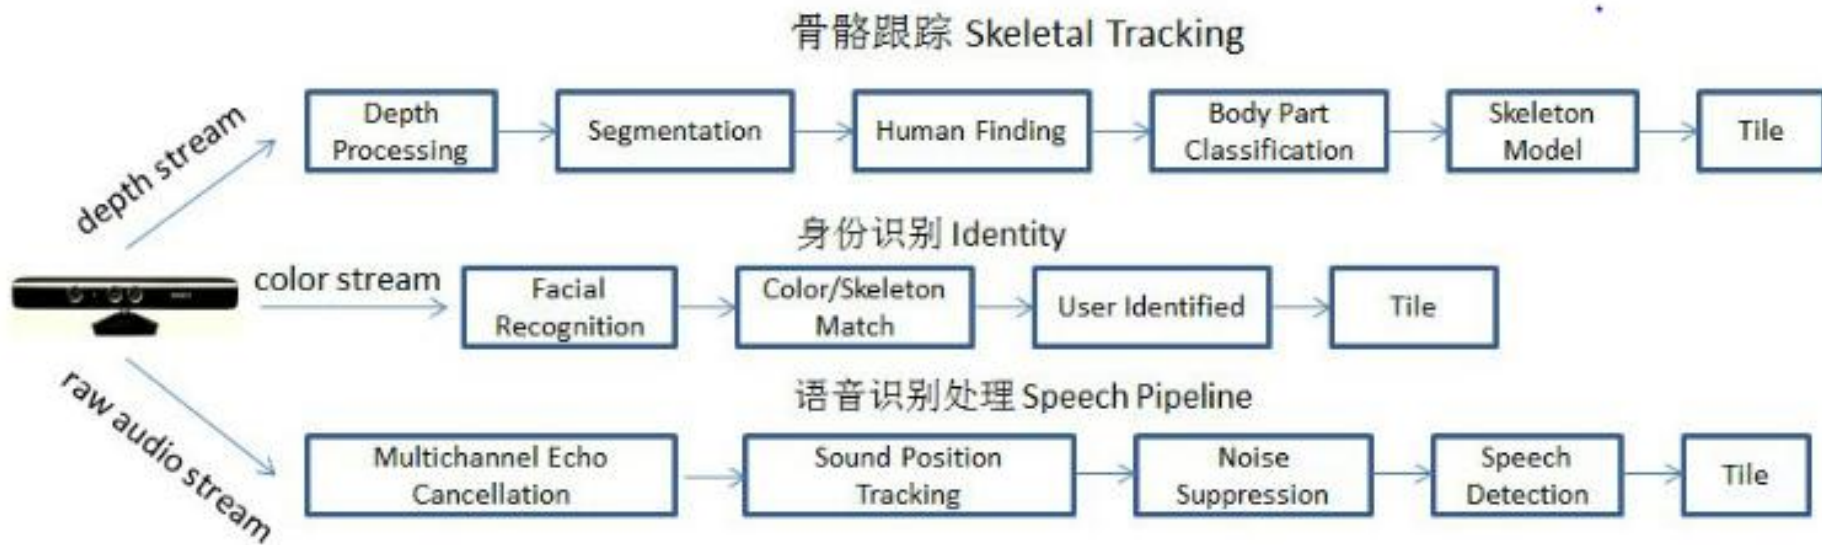 骨骼跟踪 Skeletal Tracking
depth stream
Depth
Processing
Segmentation
Human Finding
Body Part
Classification
Skeleton
Model
Tile
身份识别 Identity
color stream
Facial
Recognition
Color/Skeleton
Match
User Identified
Tile
语音识别处理 Speech Pipeline
raw audio stream
Multichannel Echo
Cancellation
Sound Position
Tracking
Noise
Suppression
Speech
Detection
Tile